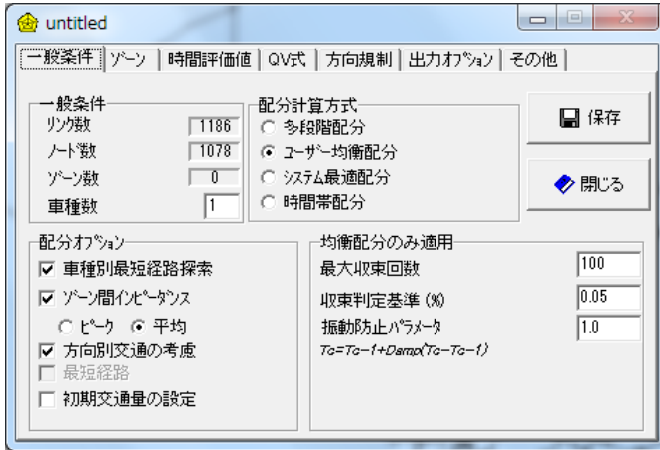 untitled
一般条件 ゾーン 時間評価値 QV式 方向規制 出力オプション その他
一般条件
リンク数 1186
ノード数 1078
ゾーン数 0
車種数 1
配分計算方式
多段階配分
ユーザー均衡配分
システム最適配分
時間帯配分
保存
閉じる
配分オプション
車種別最短経路探索
ゾーン間インピーダンス
ピーク 平均
方向別交通の考慮
最短経路
初期交通量の設定
均衡配分のみ適用
最大収束回数 100
収束判定基準 (%) 0.05
振動防止パラメータ 1.0
Tc=Tc-1+Damp(Tc-Tc-1)